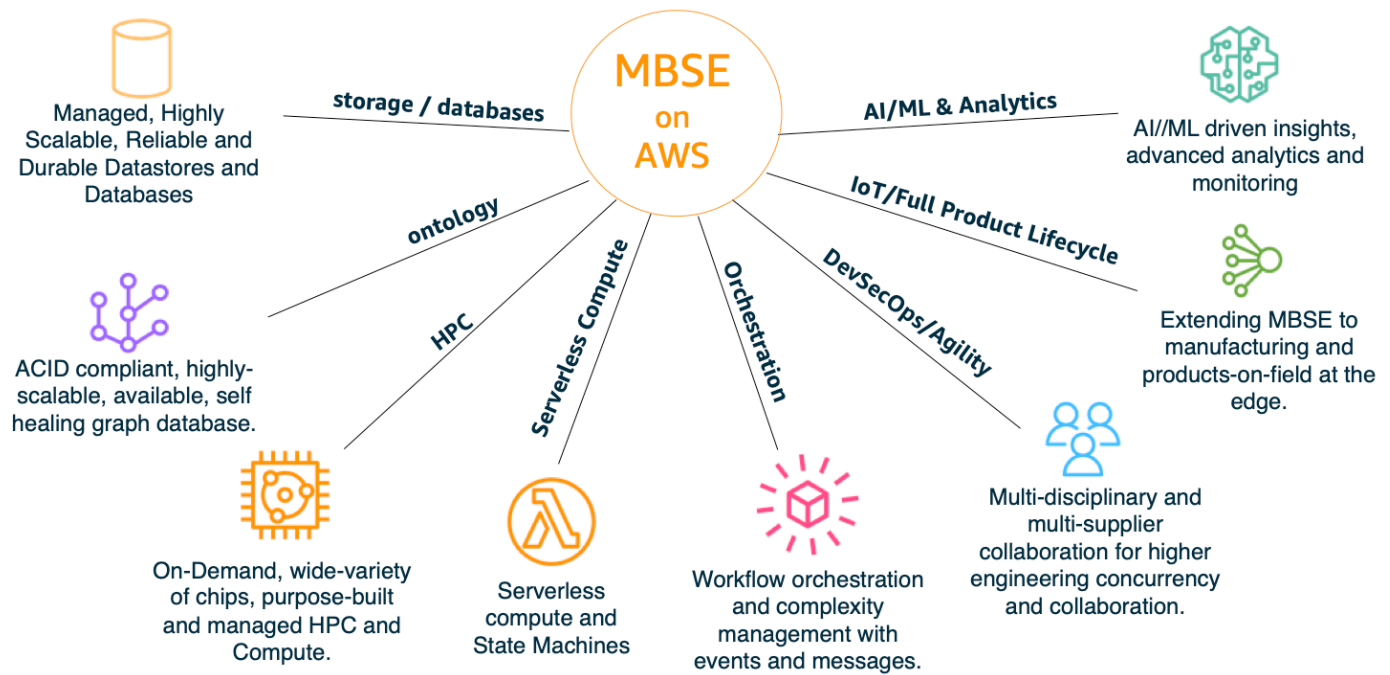 MBSE
on
AWS
storage / databases
Managed, Highly
Scalable, Reliable and
Durable Datastores and
Databases
ontology
ACID compliant, highly-
scalable, available, self
healing graph database.
HPC
On-Demand, wide-variety
of chips, purpose-built
and managed HPC and
Compute.
Serverless Compute
Serverless
compute and
State Machines
Orchestration
Workflow orchestration
and complexity
management with
events and messages.
DevSecOps/Agility
Multi-disciplinary and
multi-supplier
collaboration for higher
engineering concurrency
and collaboration.
IoT/Full Product Lifecycle
Extending MBSE to
manufacturing and
products-on-field at the
edge.
AI/ML & Analytics
AI//ML driven insights,
advanced analytics and
monitoring